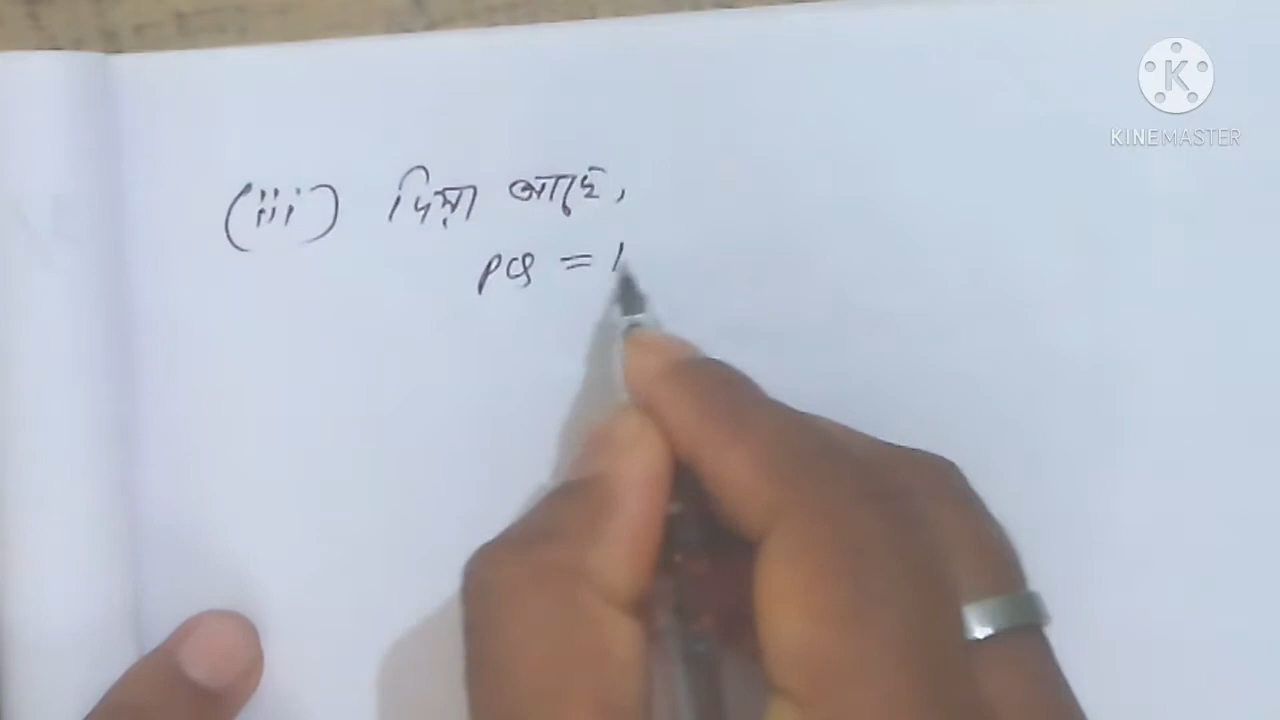 (iii) দিয়া আছে,
PQ = 1
KINEMASTER